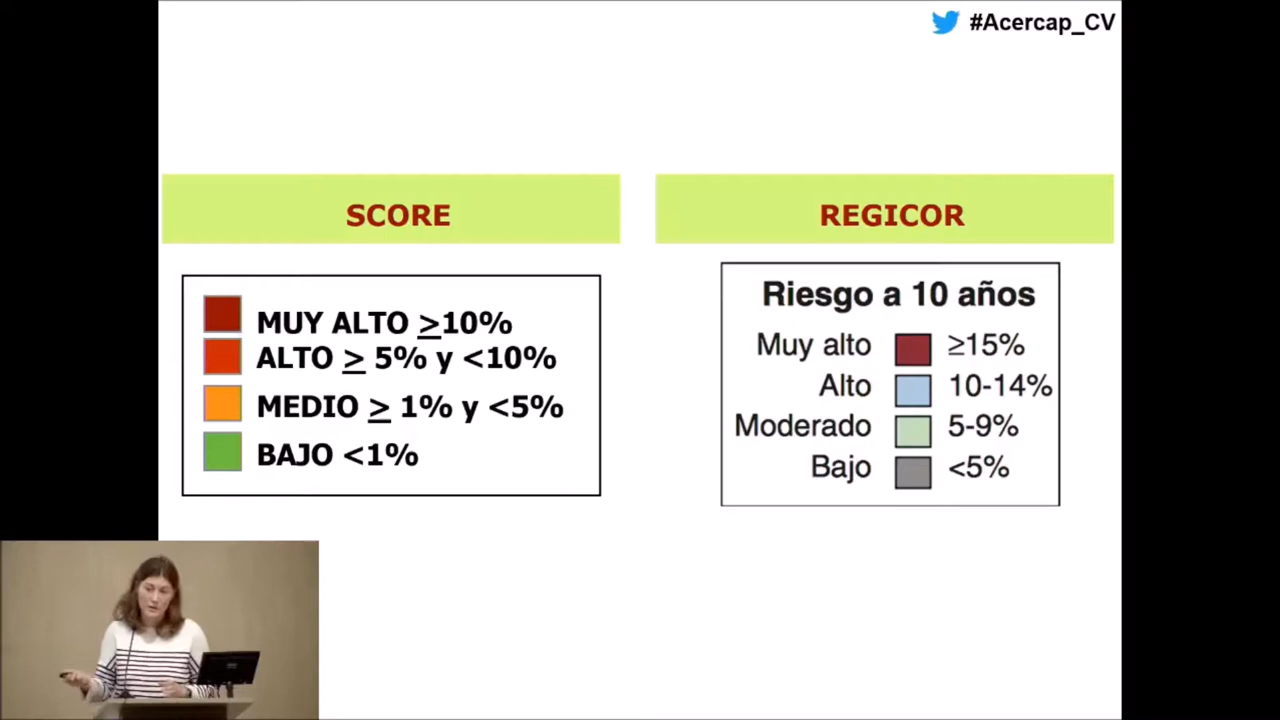 #Acercap_CV
SCORE
MUY ALTO ≥10%
ALTO ≥ 5% y <10%
MEDIO ≥ 1% y <5%
BAJO <1%
REGICOR
Riesgo a 10 años
Muy alto ≥15%
Alto 10-14%
Moderado 5-9%
Bajo <5%